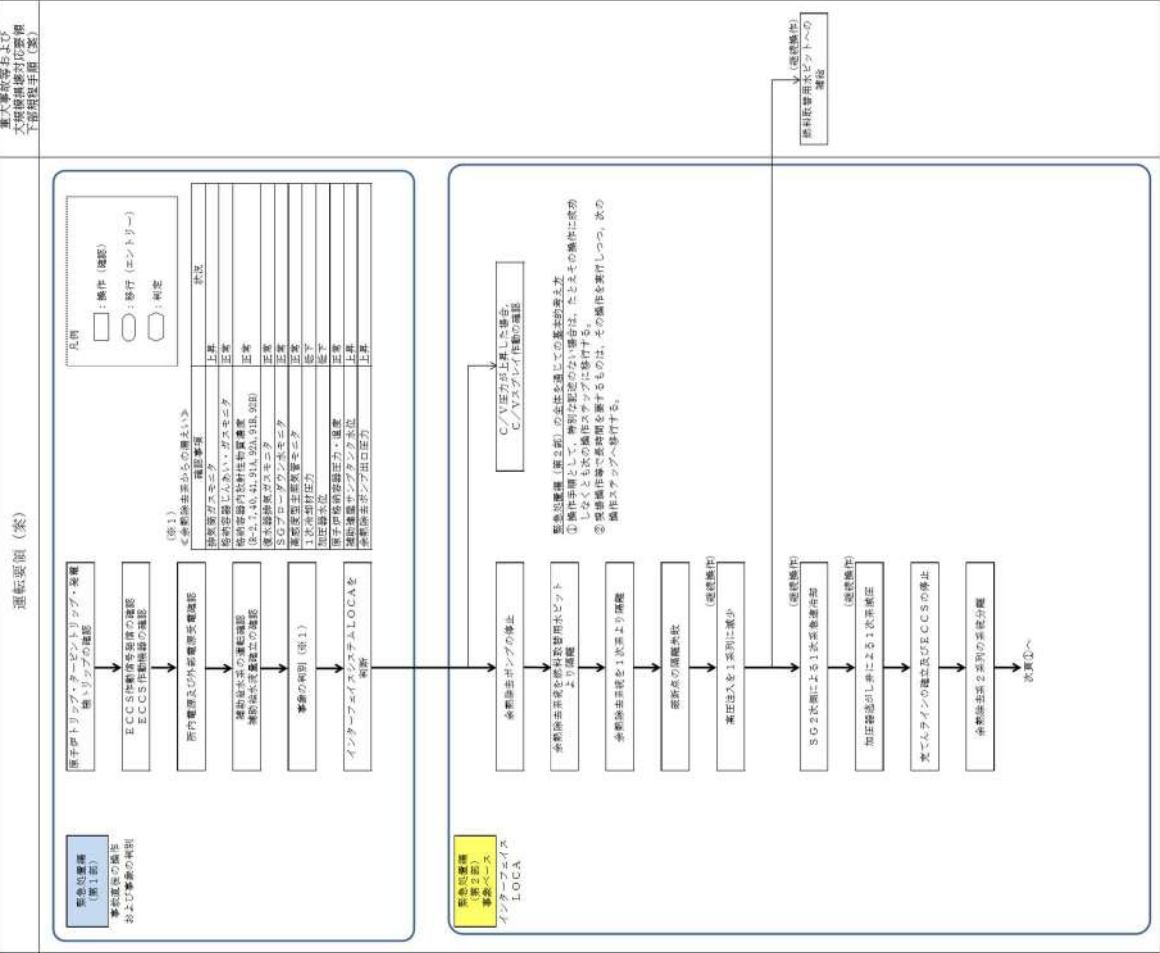 運転要領（案）
重大事故等および
大規模損壊対応要領
下部規程手順（案）
緊急処置編
（第１部）
事故直後の操作
および事象の判別
原子炉トリップ・タービントリップ・発電
機トリップの確認
ＥＣＣＳ作動信号発信の確認
ＥＣＣＳ作動機器の確認
所内電源及び外部電源受電確認
補助給水系の運転確認
補助給水流量確立の確認
事象の判別（※１）
インターフェイスシステムＬＯＣＡを
判断
（※１）
≪余熱除去系からの漏えい≫
確認事項 状況
排気筒ガスモニタ 上昇
格納容器じんあい・ガスモニタ 正常
格納容器内放射性物質濃度
(R-2,7,40,41,91A,92A,91B,92B) 正常
復水器排気ガスモニタ 正常
ＳＧブローダウン水モニタ 正常
高感度型主蒸気管モニタ 正常
１次冷却材圧力 低下
加圧器水位 低下
原子炉格納容器圧力・温度 正常
補助建屋サンプタンク水位 上昇
余熱除去ポンプ出口圧力 上昇
凡例
：操作（確認）
：移行（エントリー）
：判定
緊急処置編
（第２部）
事象ベース
インターフェイス
ＬＯＣＡ
余熱除去ポンプの停止
余熱除去系統を燃料取替用水ピット
より隔離
余熱除去系統を１次系より隔離
破断点の隔離失敗
（継続操作）
高圧注入を１系列に減少
（継続操作）
ＳＧ２次側による１次系急速冷却
（継続操作）
加圧器逃がし弁による１次系減圧
充てんラインの確立及びＥＣＣＳの停止
余熱除去系２系列の系統分離
次頁①へ
Ｃ／Ｖ圧力が上昇した場合，
Ｃ／Ｖスプレイ作動の確認
緊急処置編（第２部）の全体を通じての基本的考え方
① 操作手順として，特別な記述のない場合は，たとえその操作に成功
しなくとも次の操作ステップに移行する。
② 現場操作等で長時間を要するものは，その操作を実行しつつ，次の
操作ステップへ移行する。
（継続操作）
燃料取替用水ピットへの
補給